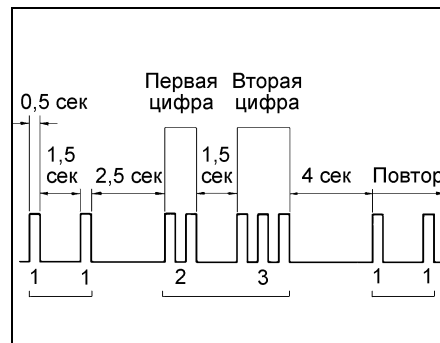 Первая цифра
Вторая цифра
0,5 сек
1,5 сек
2,5 сек
1,5 сек
4 сек
Повтор
1 1 2 3 1 1